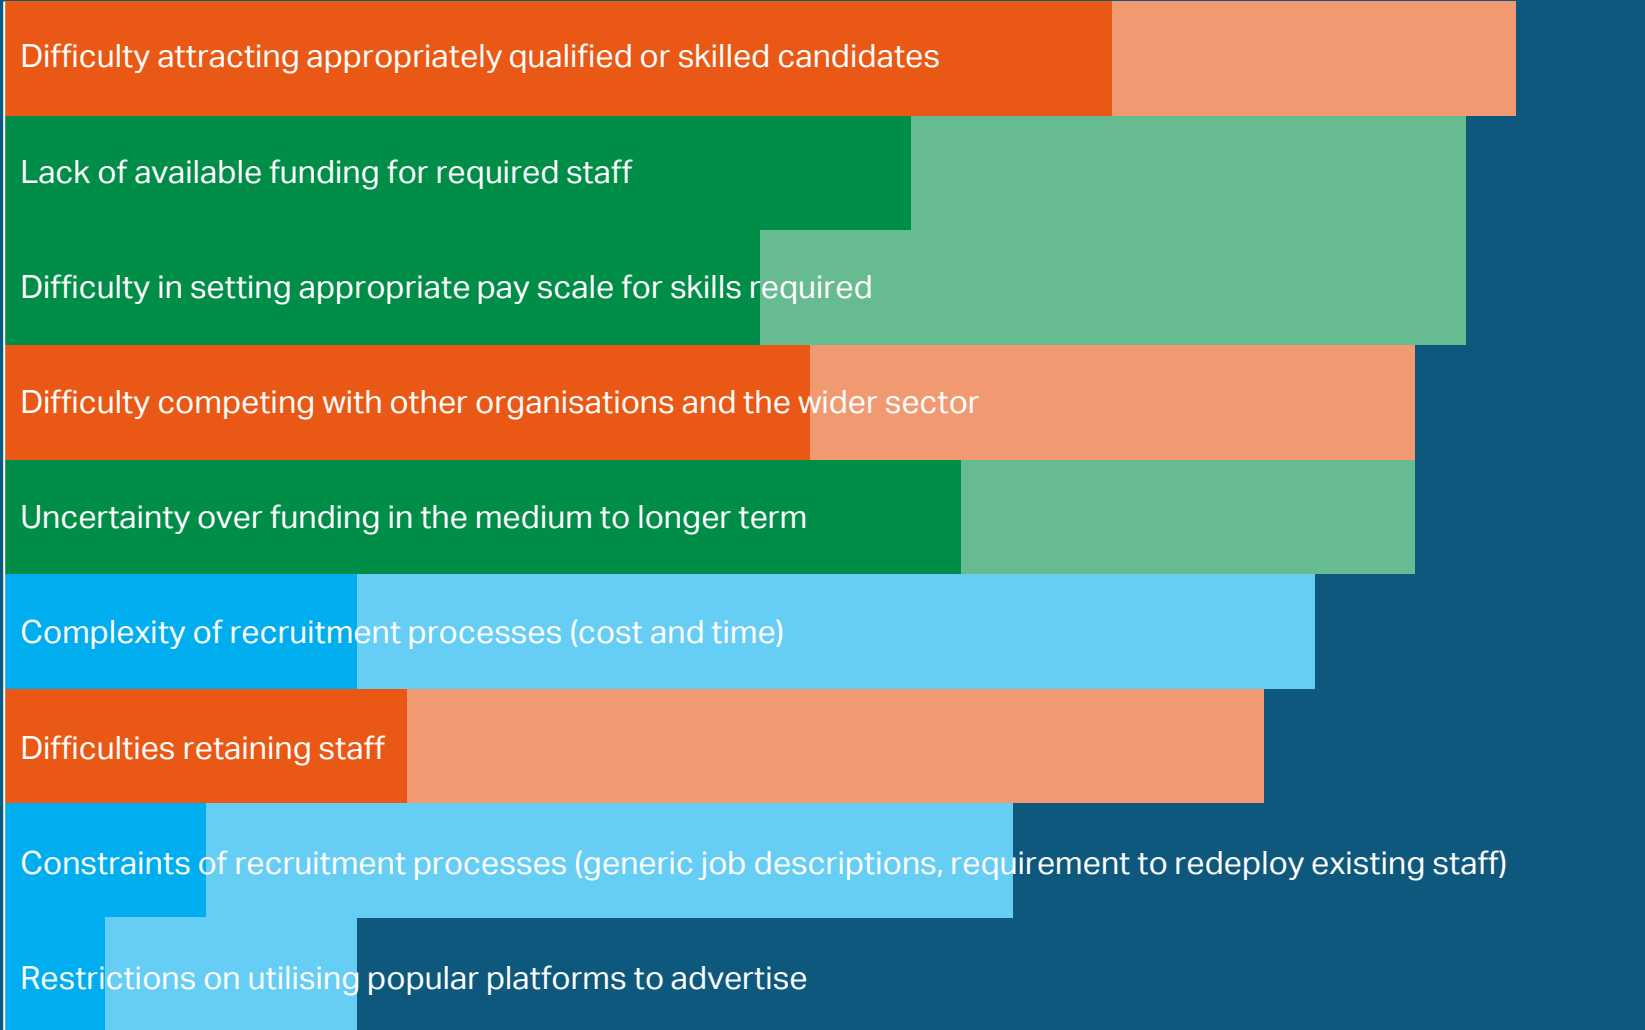 Difficulty attracting appropriately qualified or skilled candidates
Lack of available funding for required staff
Difficulty in setting appropriate pay scale for skills required
Difficulty competing with other organisations and the wider sector
Uncertainty over funding in the medium to longer term
Complexity of recruitment processes (cost and time)
Difficulties retaining staff
Constraints of recruitment processes (generic job descriptions, requirement to redeploy existing staff)
Restrictions on utilising popular platforms to advertise